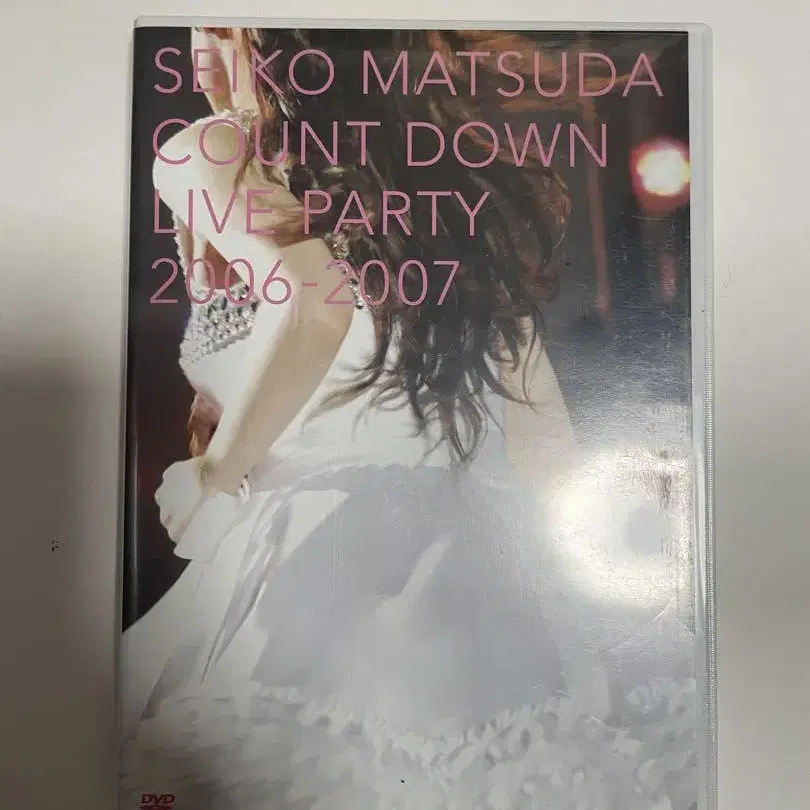 SEIKO MATSUDA
COUNT DOWN
LIVE PARTY
2006-2007
DVD